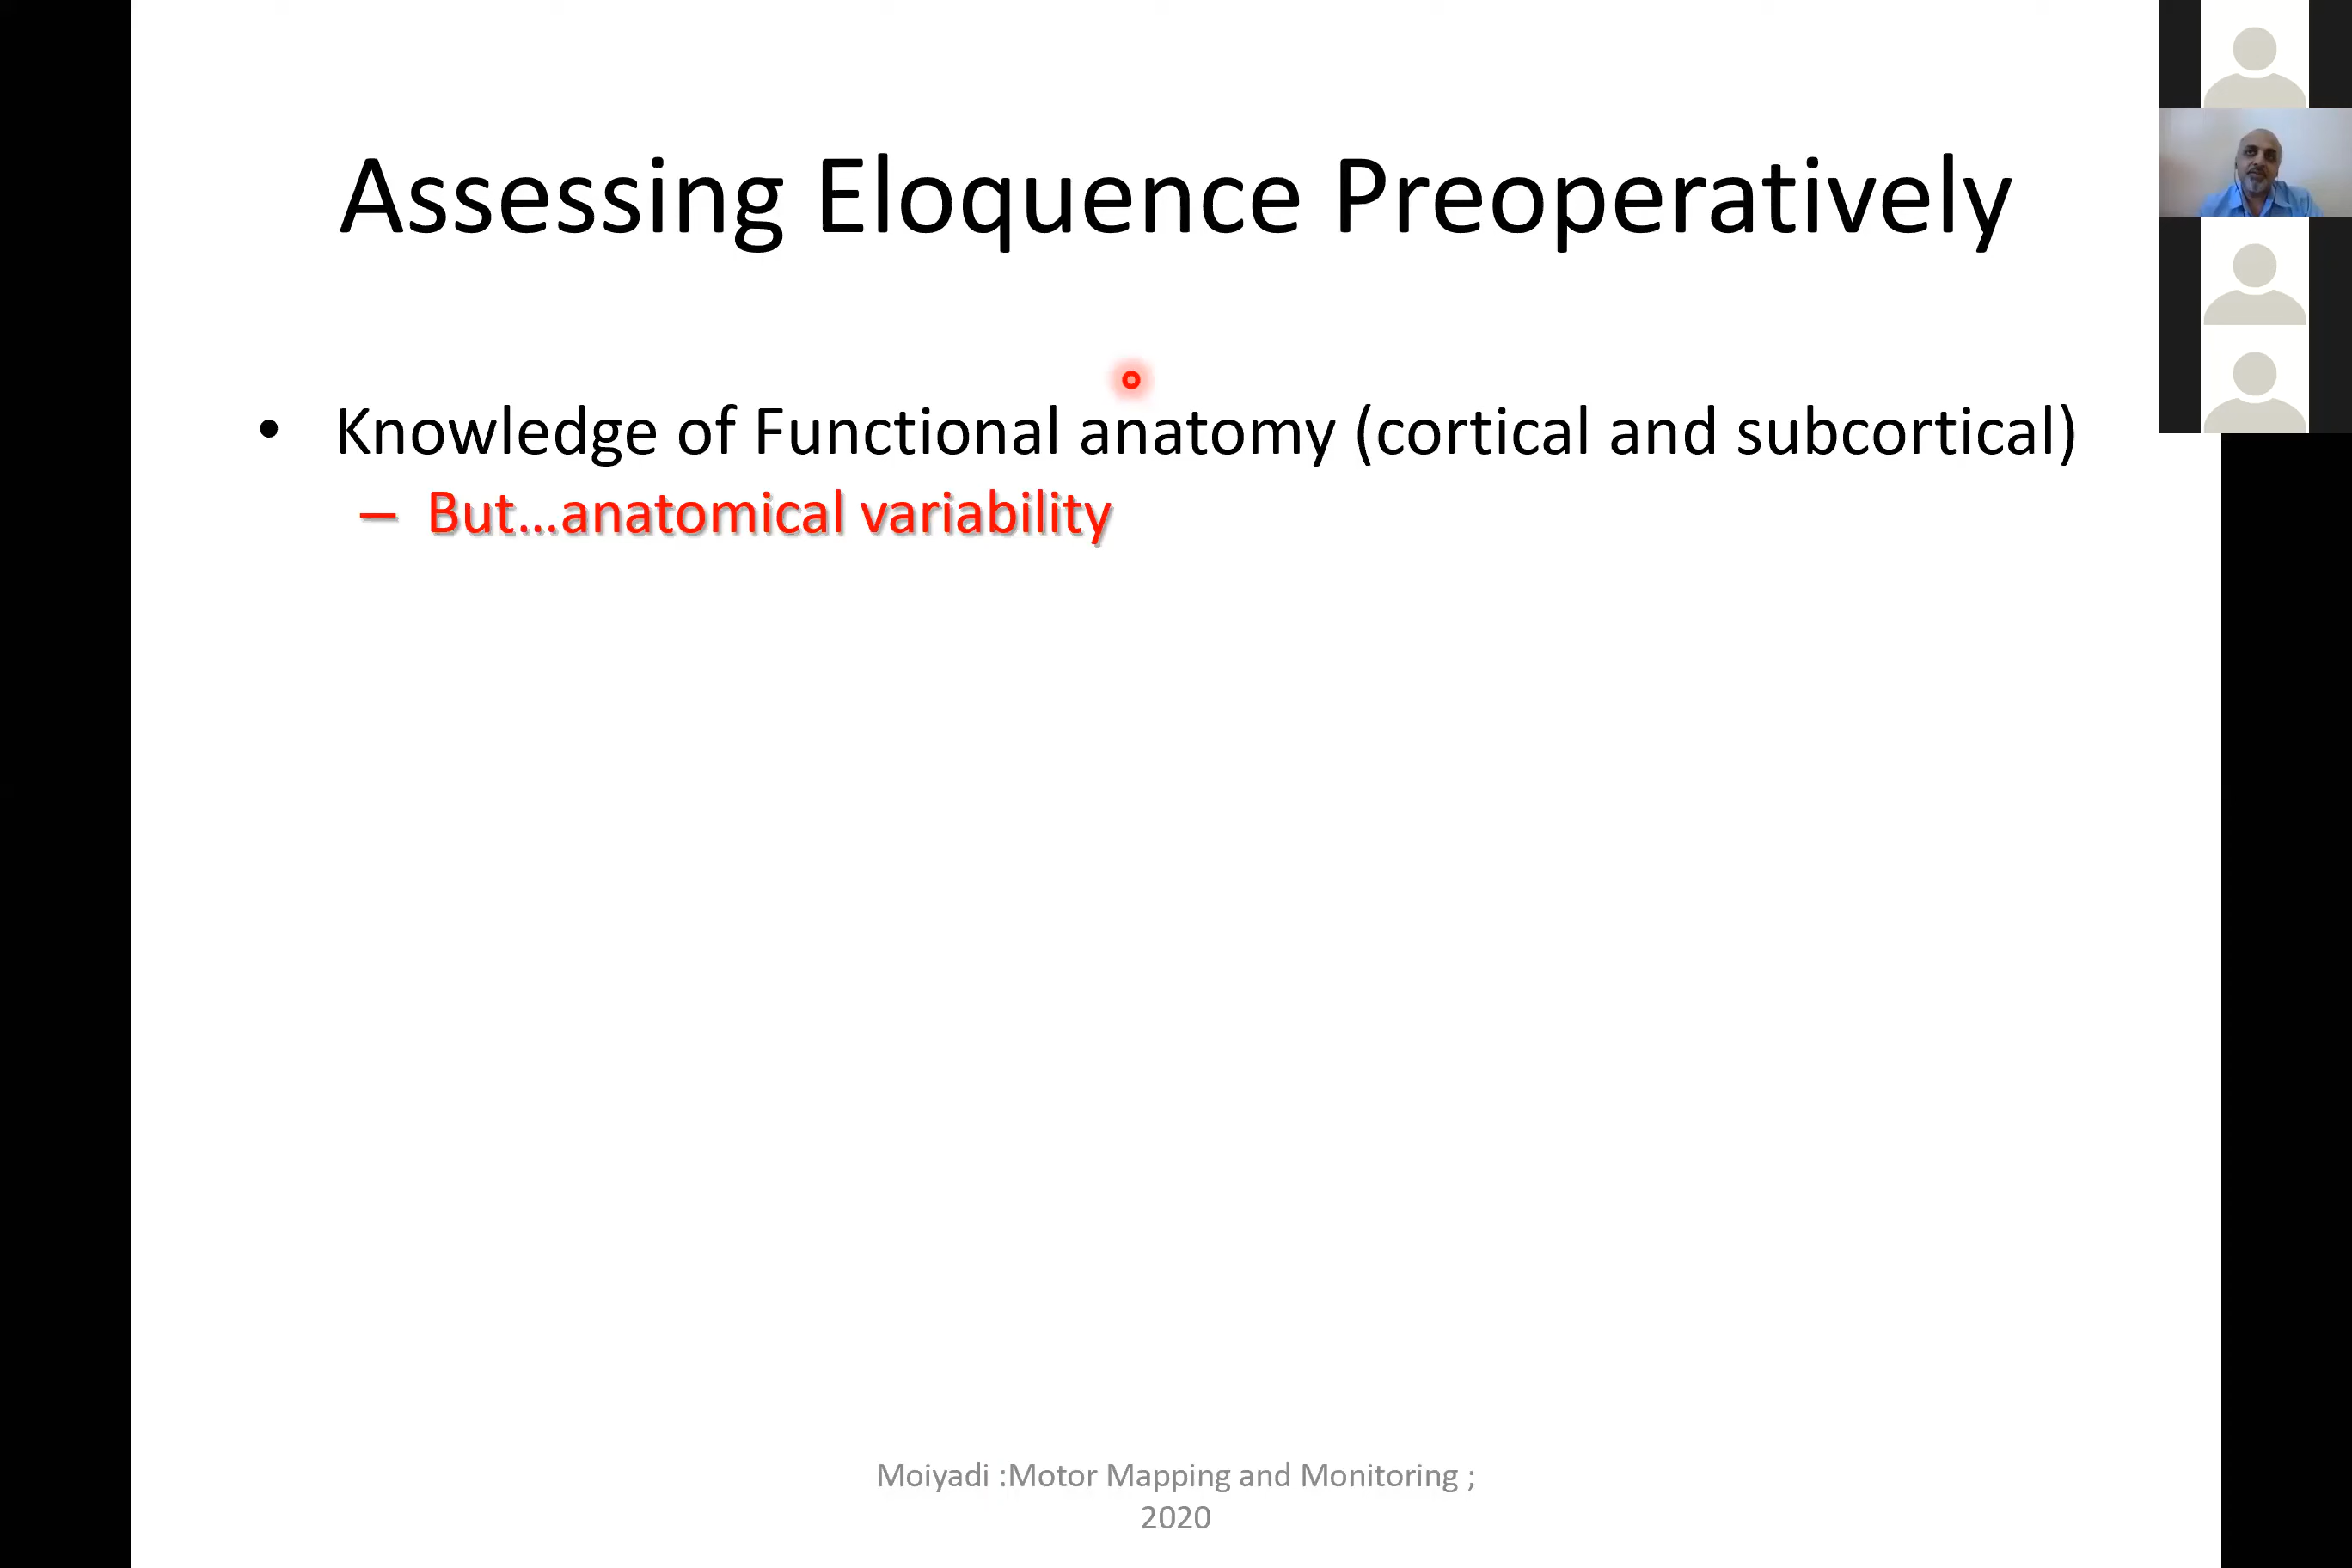 Assessing Eloquence Preoperatively
• Knowledge of Functional anatomy (cortical and subcortical)
– But...anatomical variability
Moiyadi :Motor Mapping and Monitoring ;
2020